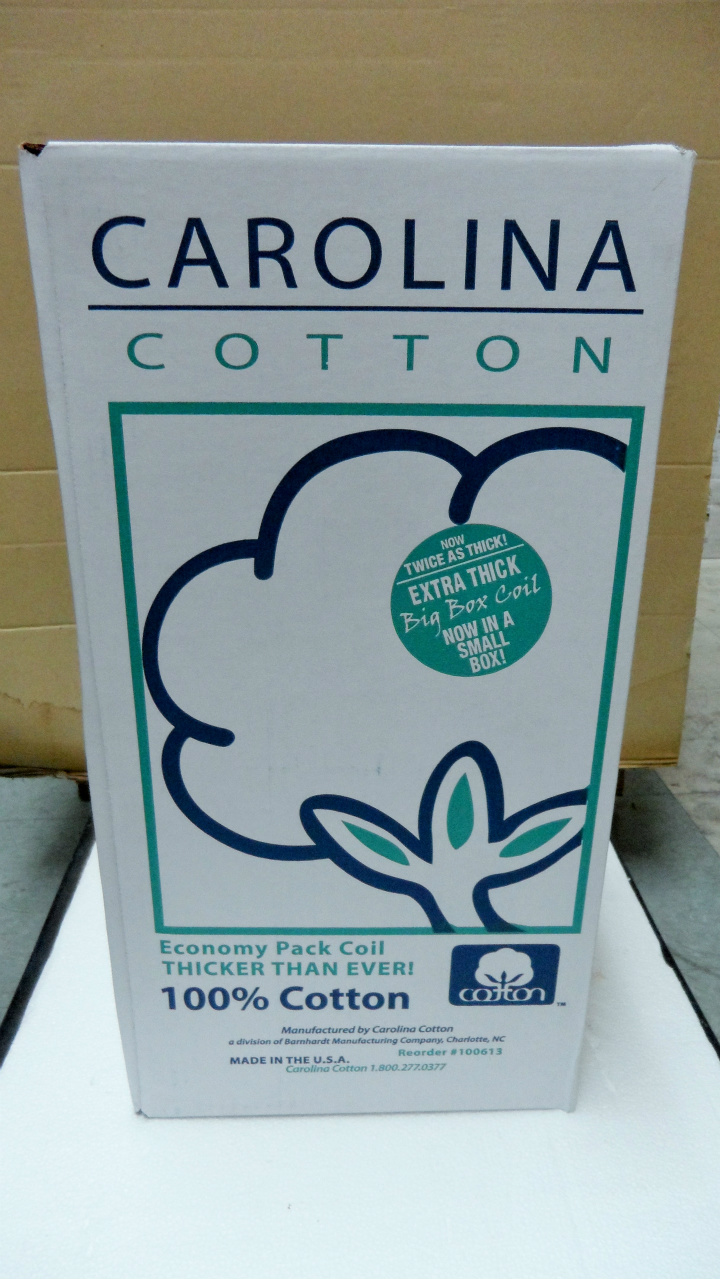 CAROLINA
COTTON
NOW
TWICE AS THICK!
EXTRA THICK
Big Box Coil
NOW IN A
SMALL
BOX!
Economy Pack Coil
THICKER THAN EVER!
100% Cotton
cotton™
Manufactured by Carolina Cotton
a division of Barnhardt Manufacturing Company, Charlotte, NC
Reorder #100613
MADE IN THE U.S.A.
Carolina Cotton 1.800.277.0377